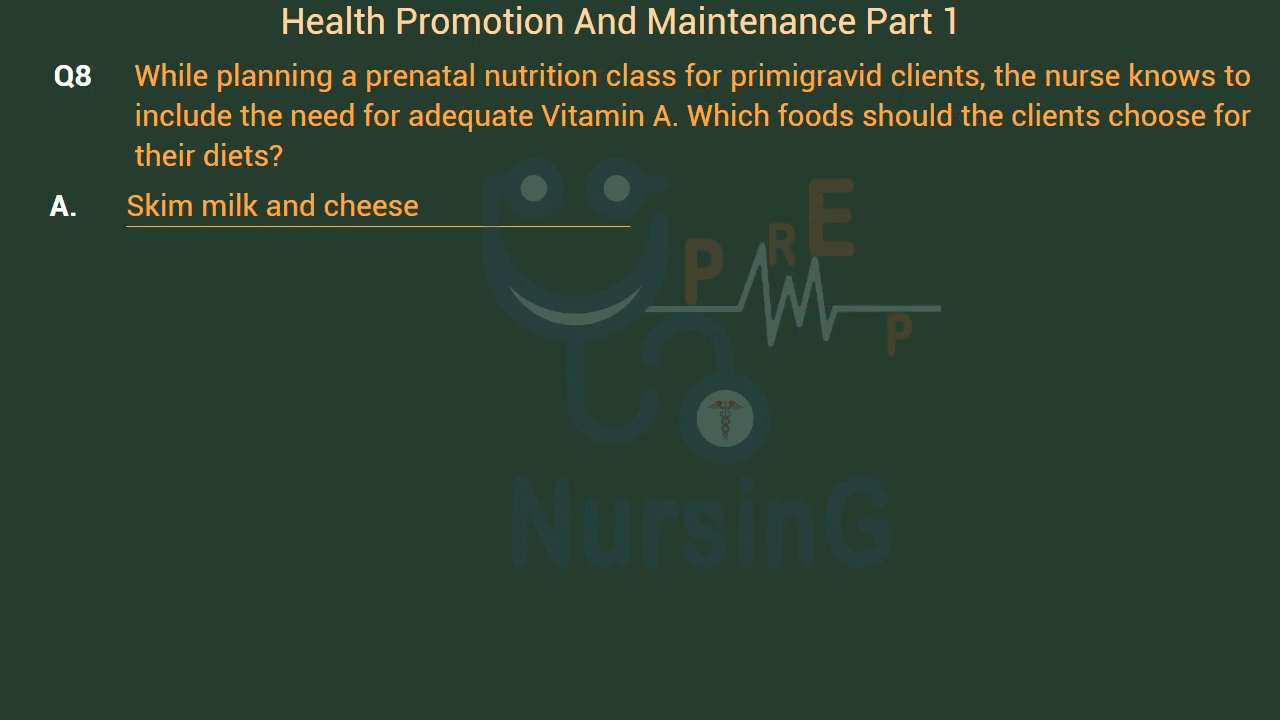 Health Promotion And Maintenance Part 1
Q8 While planning a prenatal nutrition class for primigravid clients, the nurse knows to
include the need for adequate Vitamin A. Which foods should the clients choose for
their diets?
A. Skim milk and cheese
PREP
NursinG